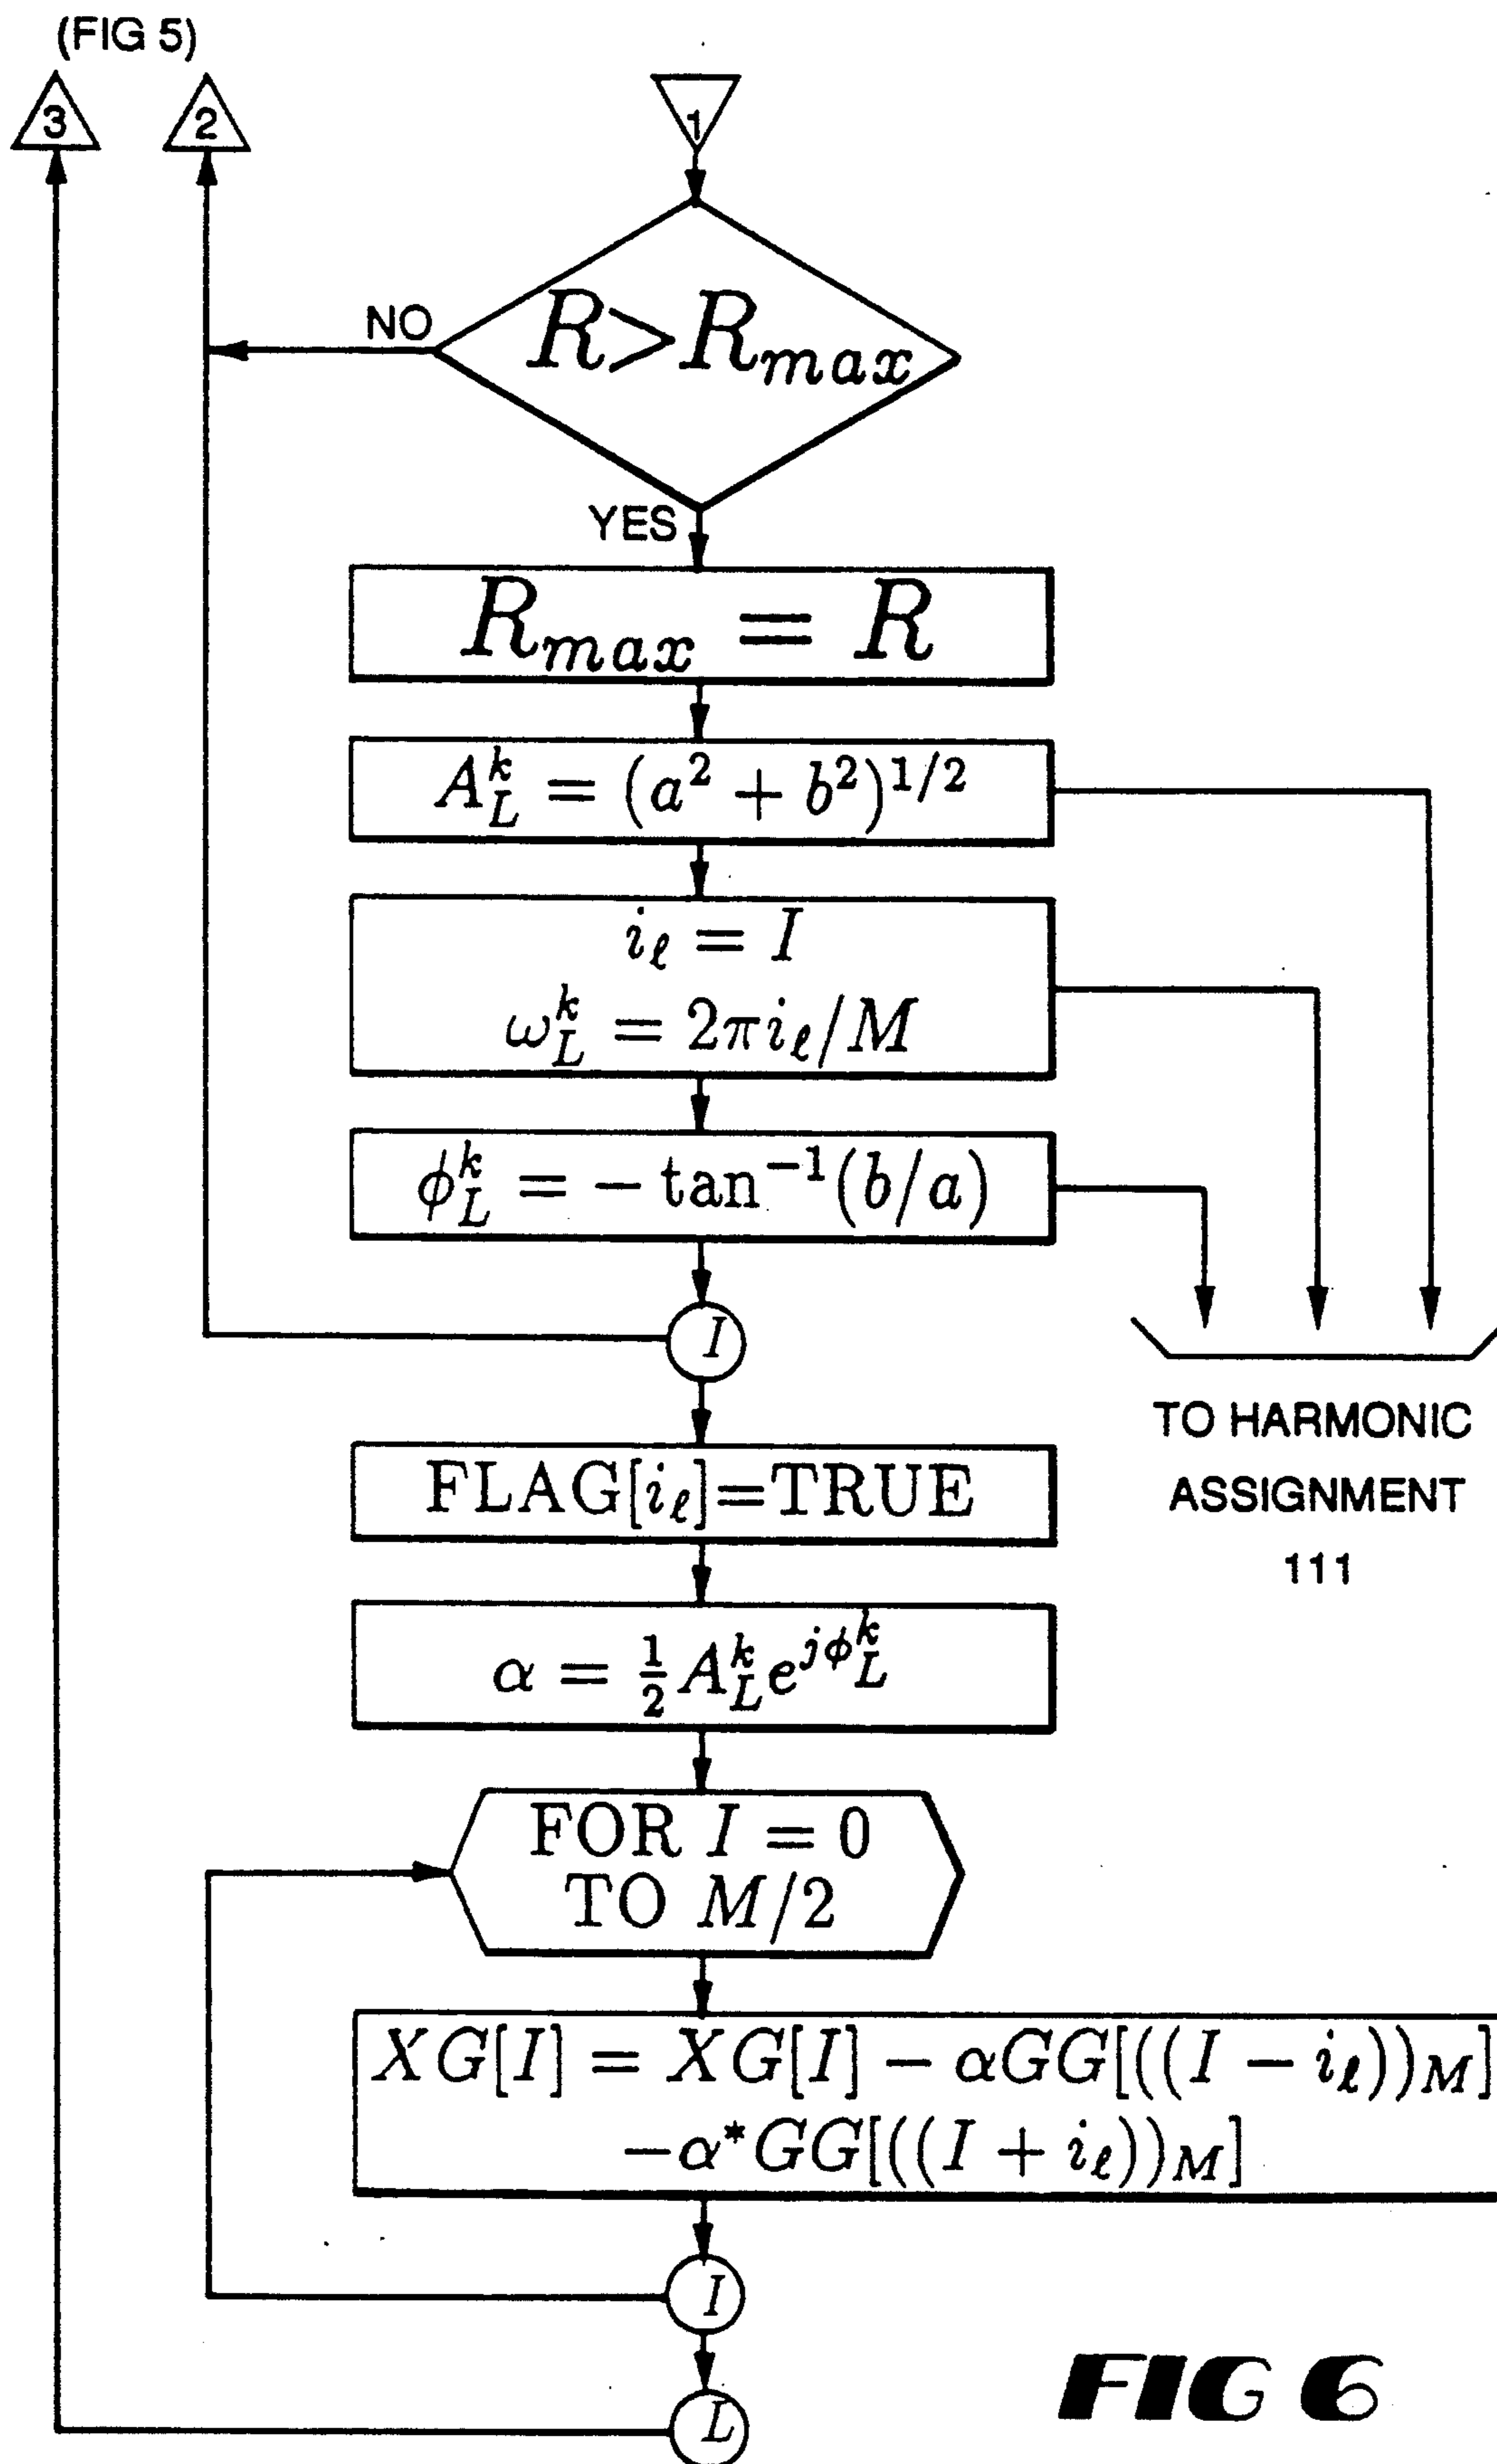 (FIG 5)
3
2
1
R>R_max
NO
YES
R_max = R
A_L^k = (a^2 + b^2)^{1/2}
i_ℓ = I
ω_L^k = 2πi_ℓ/M
ϕ_L^k = − tan^{−1}(b/a)
I
TO HARMONIC
ASSIGNMENT
111
FLAG[i_ℓ]=TRUE
α = ½ A_L^k e^{jϕ_L^k}
FOR I = 0
TO M/2
XG[I] = XG[I] − αGG[((I − i_ℓ))_M]
−α*GG[((I + i_ℓ))_M]
I
L
FIG 6